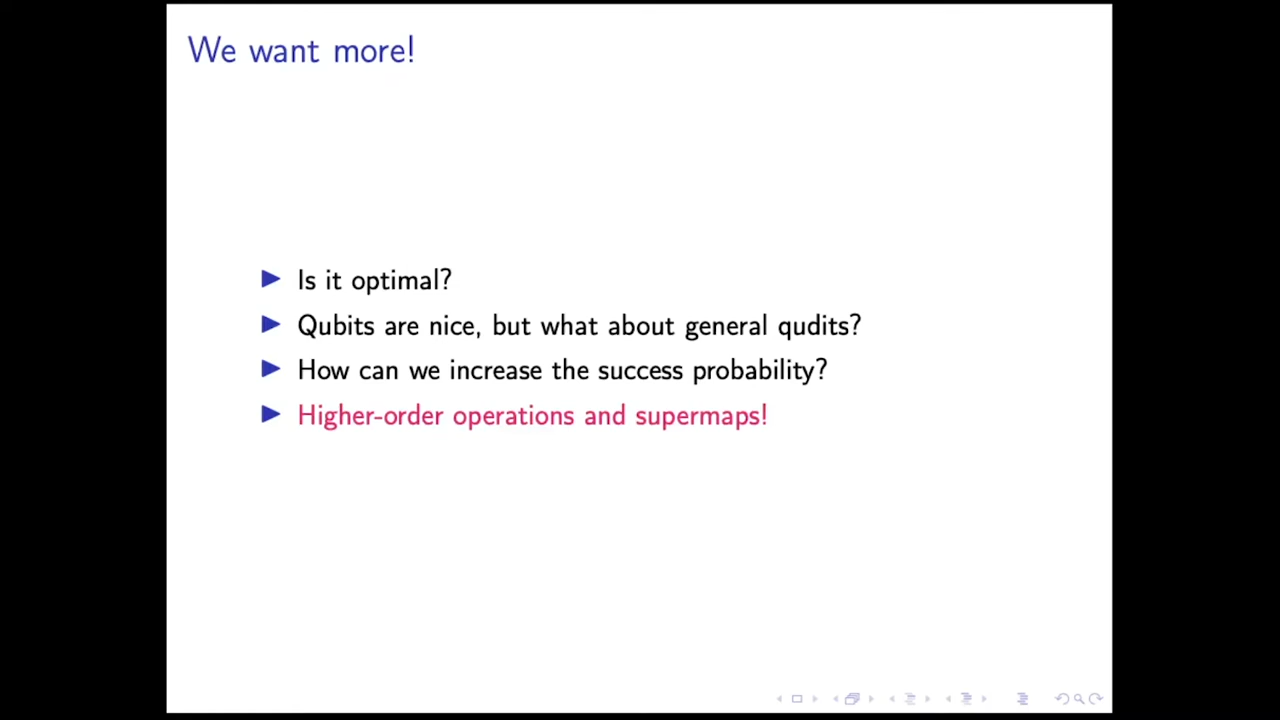 We want more!
Is it optimal?
Qubits are nice, but what about general qudits?
How can we increase the success probability?
Higher-order operations and supermaps!